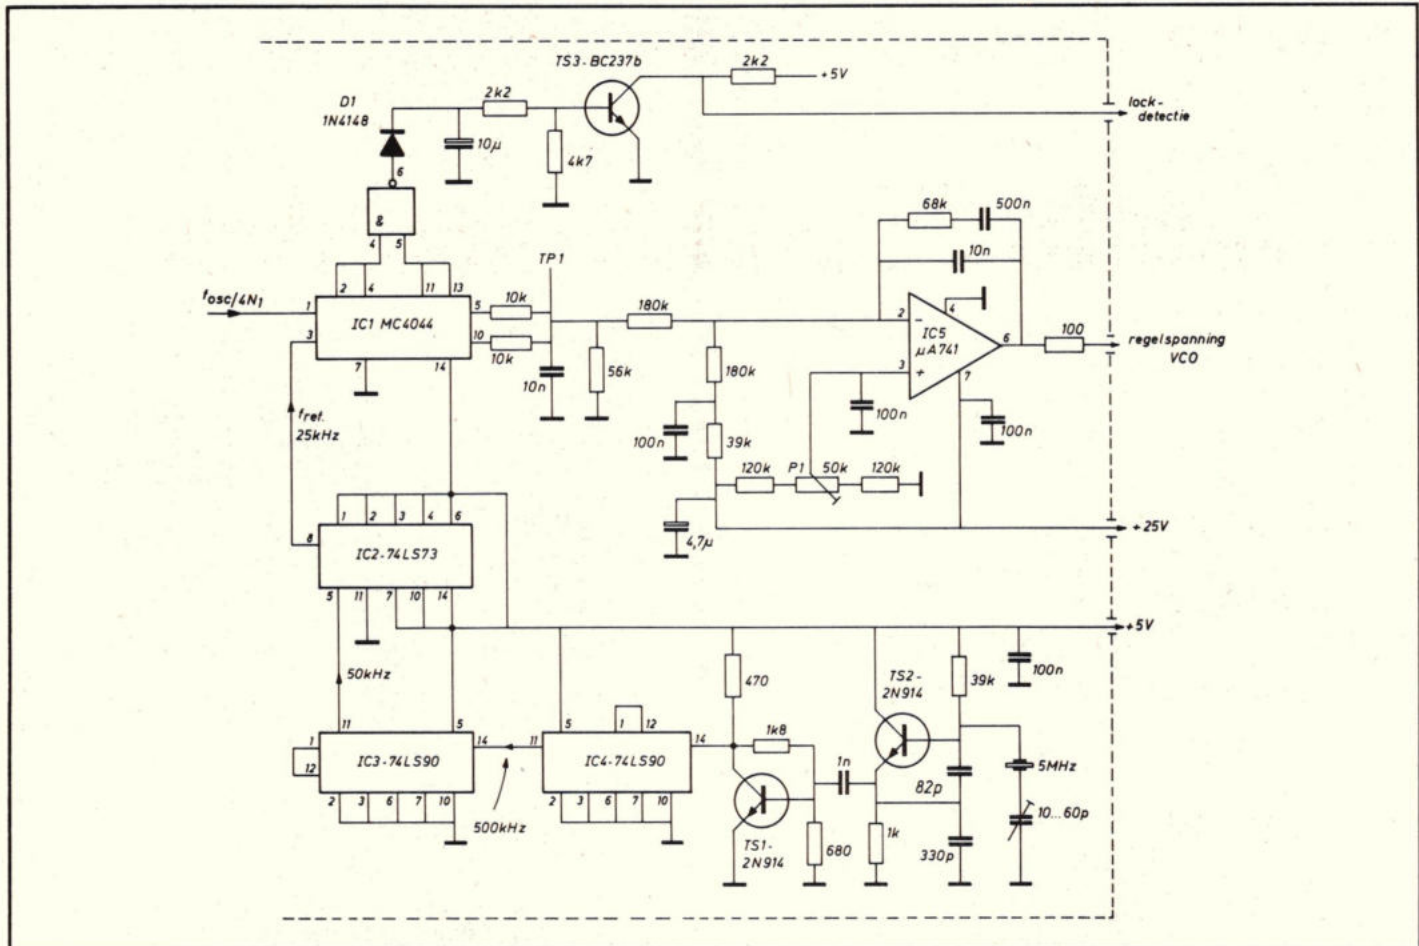 TS3-BC237b
2k2
+5V
D1
1N4148
2k2
lock-
detectie
10µ
4k7
6
&
4 5
68k
500n
10n
TP1
fosc/4N1
2 4 11 13
1
3
IC1 MC4044
5
10
7
14
10k
10k
10n
56k
180k
180k
2
3
4
IC5
µA741
6
7
100
regelspanning
VCO
100n
100n
fref.
25kHz
100n
39k
120k
P1
50k
120k
4,7µ
+25V
1 2 3 4 6
8
IC2-74LS73
5 11 7 10 14
+5V
50kHz
470
TS2-
2N914
39k
100n
11
5
1
12
IC3-74LS90
14
2 3 6 7 10
500kHz
5
1 12
11
IC4-74LS90
14
2 3 6 7 10
1k8
1n
TS1-
2N914
680
1k
82p
330p
5MHz
10...60p